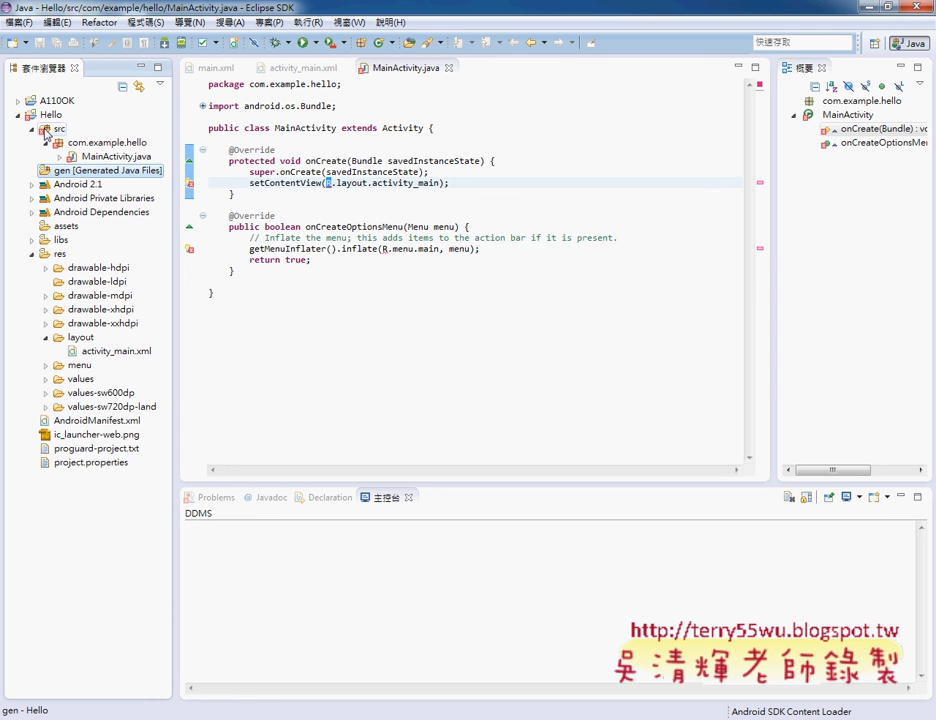 Java - Hello/src/com/example/hello/MainActivity.java - Eclipse SDK
檔案(F) 編輯(E) Refactor 程式碼(S) 導覽(N) 搜尋(A) 專案(P) 執行(R) 視窗(W) 說明(H)
快速存取
Java
套件瀏覽器
A110OK
Hello
src
com.example.hello
MainActivity.java
gen [Generated Java Files]
Android 2.1
Android Private Libraries
Android Dependencies
assets
libs
res
drawable-hdpi
drawable-ldpi
drawable-mdpi
drawable-xhdpi
drawable-xxhdpi
layout
activity_main.xml
menu
values
values-sw600dp
values-sw720dp-land
AndroidManifest.xml
ic_launcher-web.png
proguard-project.txt
project.properties
main.xml activity_main.xml MainActivity.java
package com.example.hello;
import android.os.Bundle;
public class MainActivity extends Activity {
@Override
protected void onCreate(Bundle savedInstanceState) {
super.onCreate(savedInstanceState);
setContentView(R.layout.activity_main);
}
@Override
public boolean onCreateOptionsMenu(Menu menu) {
// Inflate the menu; this adds items to the action bar if it is present.
getMenuInflater().inflate(R.menu.main, menu);
return true;
}
}
概要
com.example.hello
MainActivity
onCreate(Bundle) : vo
onCreateOptionsMen
Problems Javadoc Declaration 主控台
DDMS
http://terry55wu.blogspot.tw
吳清輝老師錄製
gen - Hello
Android SDK Content Loader